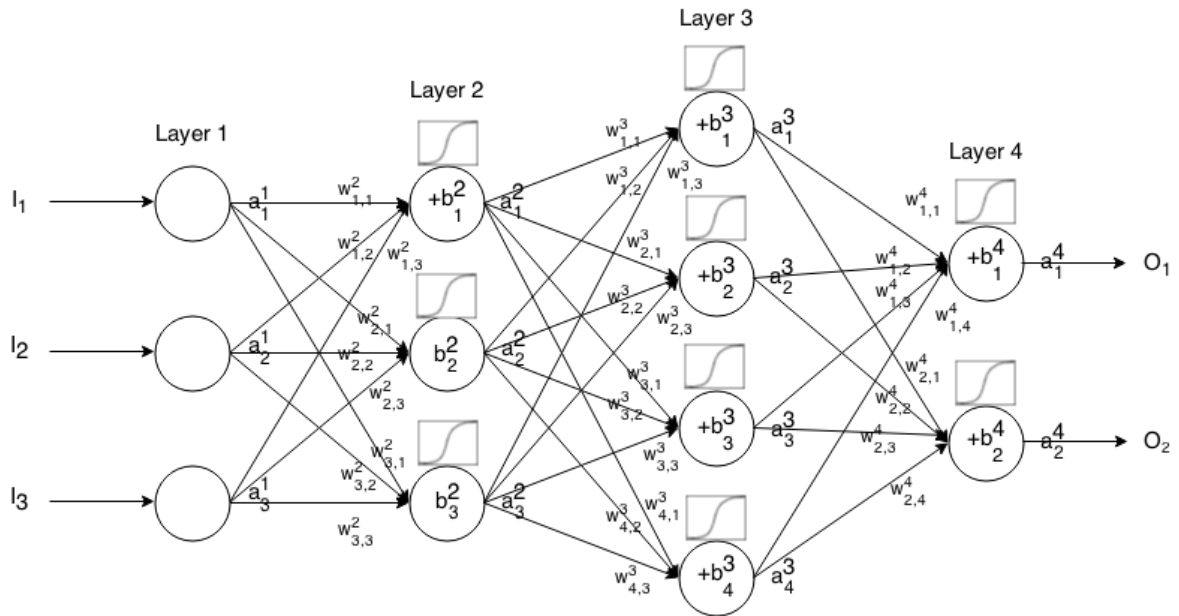 Layer 3
Layer 2
Layer 1
Layer 4
I₁
I₂
I₃
a¹₁
a¹₂
a¹₃
w²₁,₁
w²₁,₂
w²₁,₃
w²₂,₁
w²₂,₂
w²₂,₃
w²₃,₁
w²₃,₂
w²₃,₃
+b²₁
b²₂
b²₃
a²₁
a²₂
a²₃
w³₁,₁
w³₁,₂
w³₁,₃
w³₂,₁
w³₂,₂
w³₂,₃
w³₃,₁
w³₃,₂
w³₃,₃
w³₄,₁
w³₄,₂
w³₄,₃
+b³₁
+b³₂
+b³₃
+b³₄
a³₁
a³₂
a³₃
a³₄
w⁴₁,₁
w⁴₁,₂
w⁴₁,₃
w⁴₁,₄
w⁴₂,₁
w⁴₂,₂
w⁴₂,₃
w⁴₂,₄
+b⁴₁
+b⁴₂
a⁴₁
a⁴₂
O₁
O₂